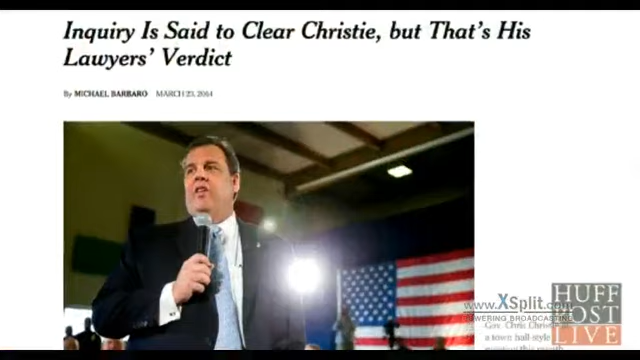 Inquiry Is Said to Clear Christie, but That's His
Lawyers' Verdict
By MICHAEL BARBARO MARCH 23, 2014
www.XSplit.com
POWERING BROADCASTING
Gov. Chris Christie
a town hall-style
HUFF
POST
LIVE